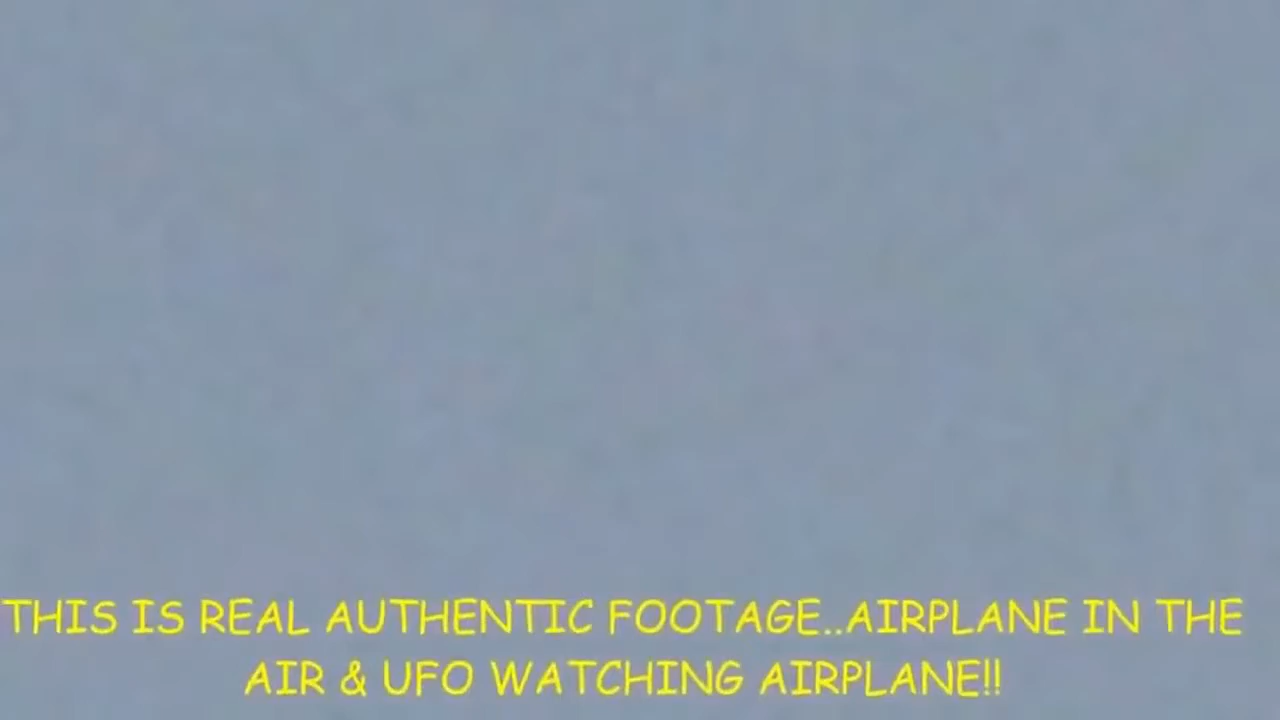 THIS IS REAL AUTHENTIC FOOTAGE..AIRPLANE IN THE
AIR & UFO WATCHING AIRPLANE!!